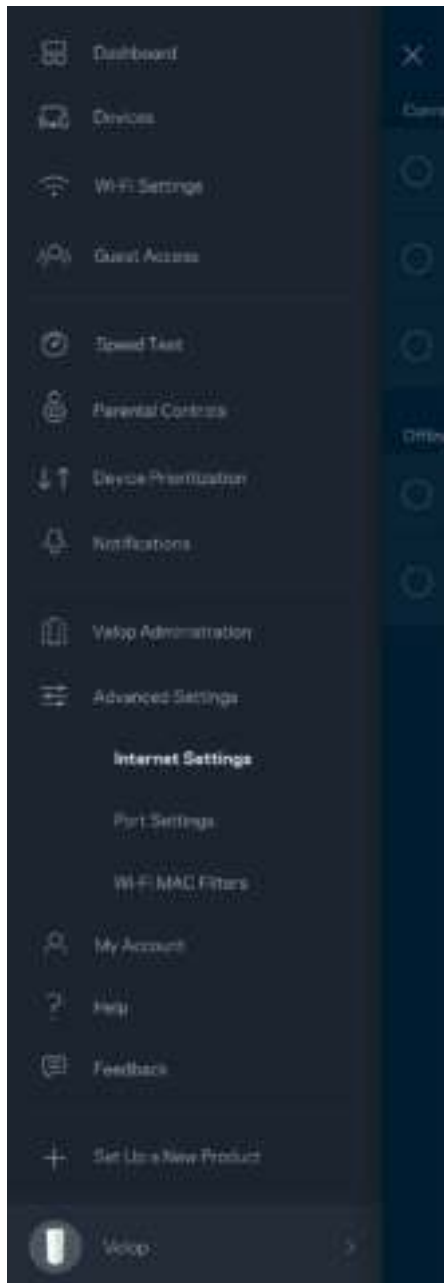 Dashboard
Devices
Wi-Fi Settings
Guest Access
Speed Test
Parental Controls
Device Prioritization
Notifications
Velop Administration
Advanced Settings
Internet Settings
Port Settings
Wi-Fi MAC Filters
My Account
Help
Feedback
Set Up a New Product
Velop